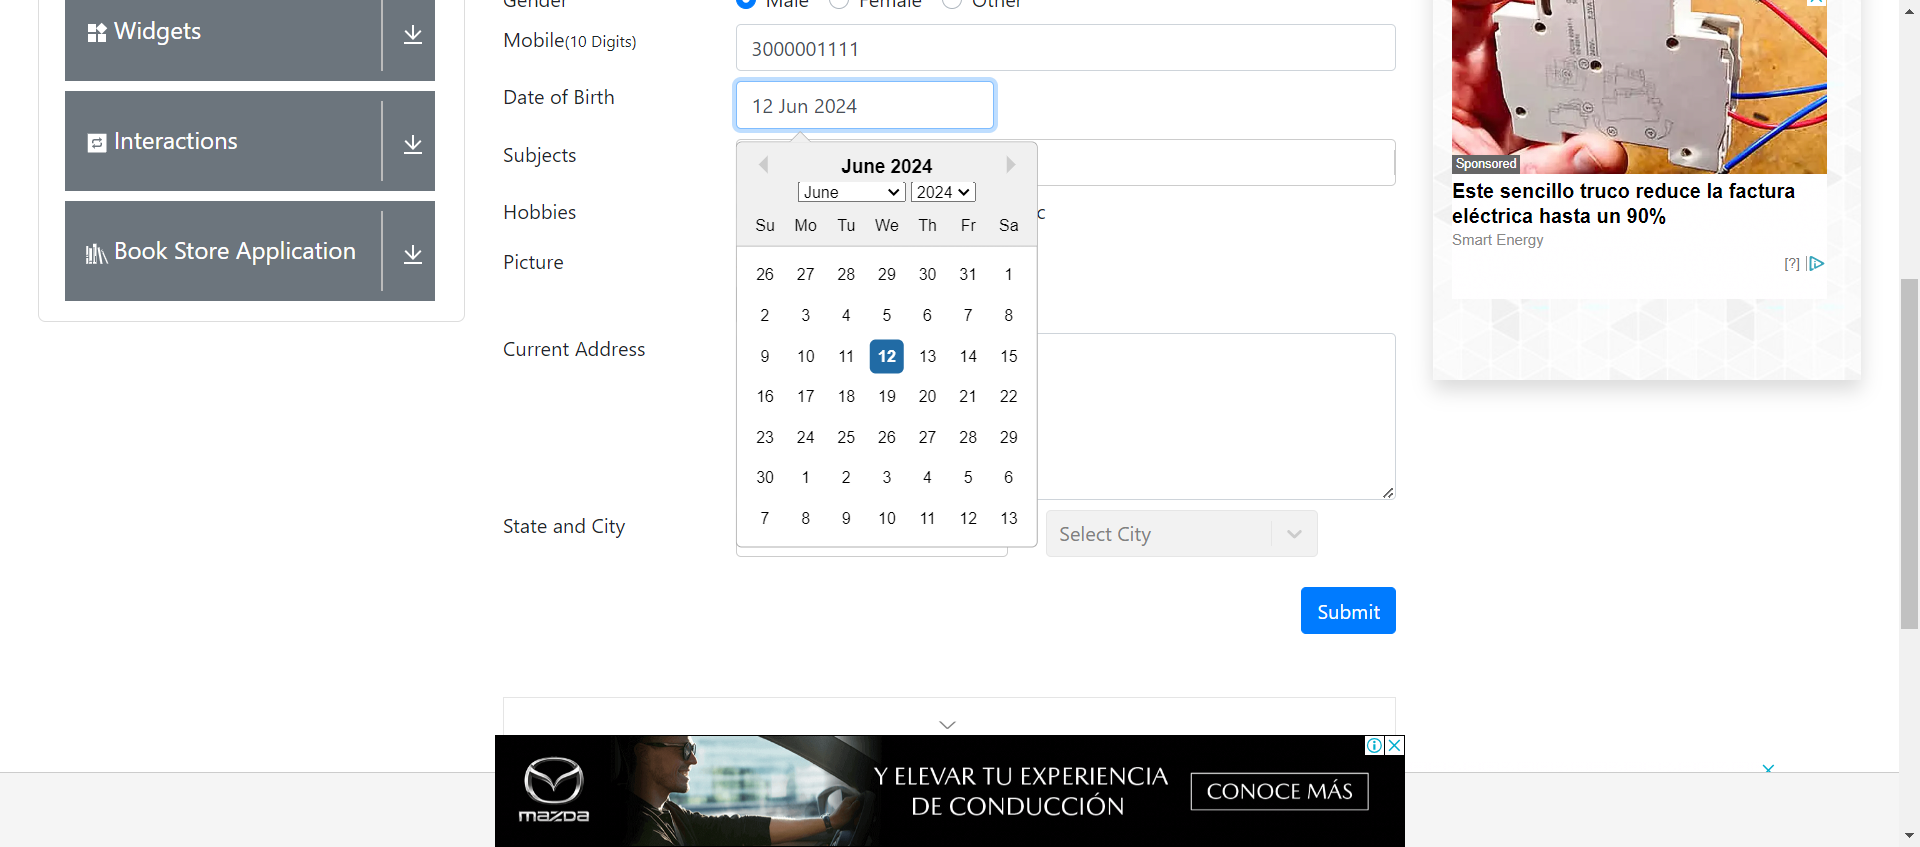 Widgets
Interactions
Book Store Application
Gender
Male
Female
Other
Mobile(10 Digits)
3000001111
Date of Birth
12 Jun 2024
Subjects
Hobbies
c
Picture
Current Address
State and City
Select City
Submit
June 2024
June
2024
Su Mo Tu We Th Fr Sa
26 27 28 29 30 31 1
2 3 4 5 6 7 8
9 10 11 12 13 14 15
16 17 18 19 20 21 22
23 24 25 26 27 28 29
30 1 2 3 4 5 6
7 8 9 10 11 12 13
Sponsored
Este sencillo truco reduce la factura
eléctrica hasta un 90%
Smart Energy
[?]
mazda
Y ELEVAR TU EXPERIENCIA
DE CONDUCCIÓN
CONOCE MÁS